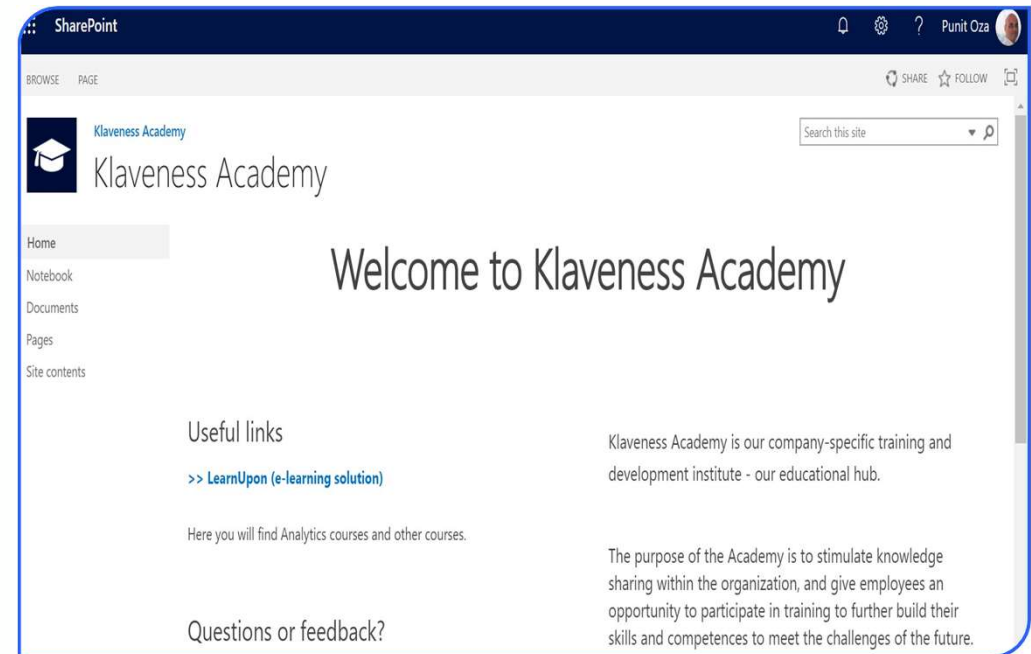 SharePoint
? Punit Oza
BROWSE PAGE
SHARE FOLLOW
Klaveness Academy
Klaveness Academy
Search this site
Home
Notebook
Documents
Pages
Site contents
Welcome to Klaveness Academy
Useful links
>> LearnUpon (e-learning solution)
Here you will find Analytics courses and other courses.
Questions or feedback?
Klaveness Academy is our company-specific training and
development institute - our educational hub.
The purpose of the Academy is to stimulate knowledge
sharing within the organization, and give employees an
opportunity to participate in training to further build their
skills and competences to meet the challenges of the future.